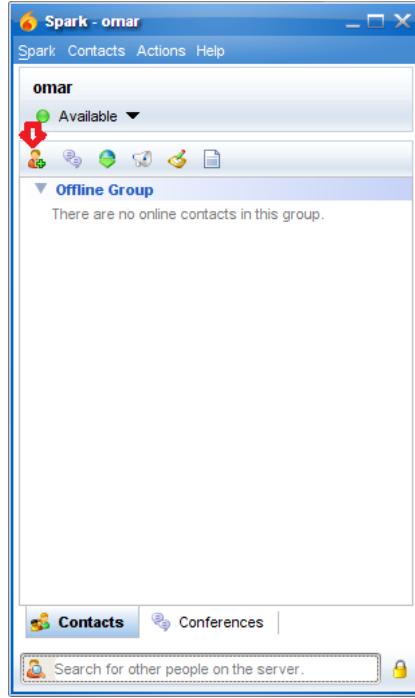 Spark - omar
Spark Contacts Actions Help
omar
Available
Offline Group
There are no online contacts in this group.
Contacts Conferences
Search for other people on the server.